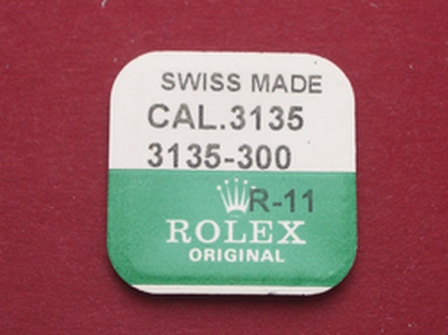 SWISS MADE
CAL.3135
3135-300
R-11
ROLEX
ORIGINAL